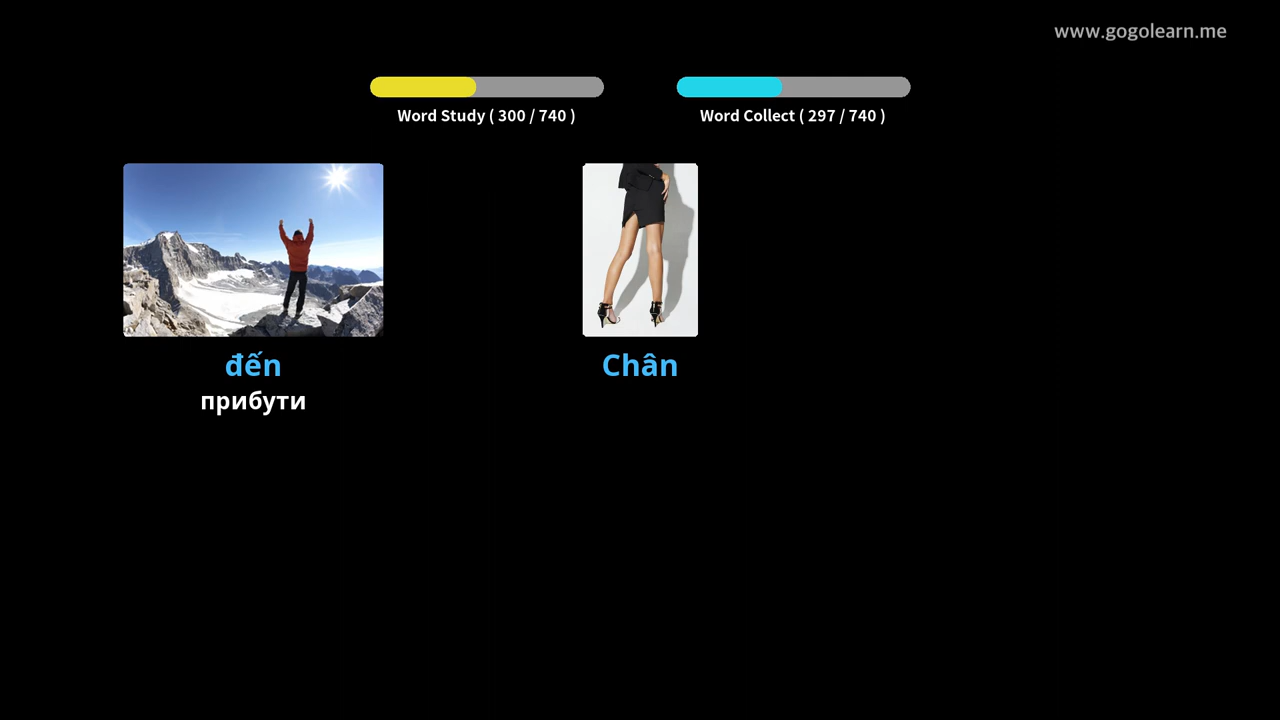 www.gogolearn.me
Word Study ( 300 / 740 )
Word Collect ( 297 / 740 )
đến
прибути
Chân